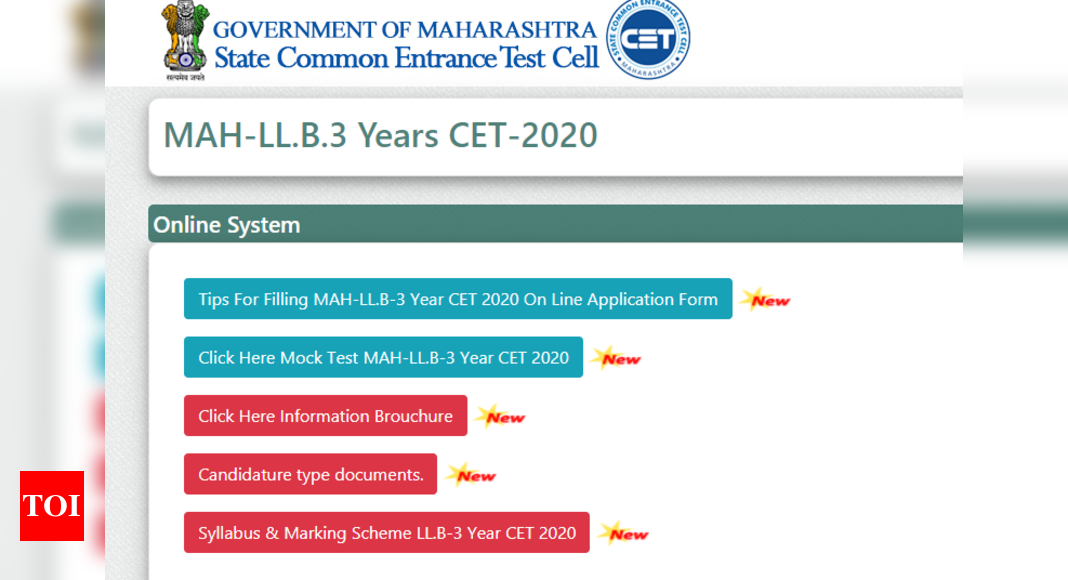 सत्यमेव जयते
GOVERNMENT OF MAHARASHTRA
State Common Entrance Test Cell
STATE COMMON ENTRANCE TEST CELL
CET
MAHARASHTRA
MAH-LL.B.3 Years CET-2020
Online System
Tips For Filling MAH-LL.B-3 Year CET 2020 On Line Application Form New
Click Here Mock Test MAH-LL.B-3 Year CET 2020 New
Click Here Information Brouchure New
Candidature type documents. New
Syllabus & Marking Scheme LL.B-3 Year CET 2020 New
TOI